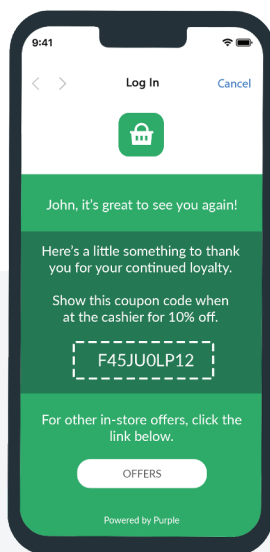 9:41
Log In
Cancel
John, it's great to see you again!
Here's a little something to thank
you for your continued loyalty.
Show this coupon code when
at the cashier for 10% off.
F45JU0LP12
For other in-store offers, click the
link below.
OFFERS
Powered by Purple